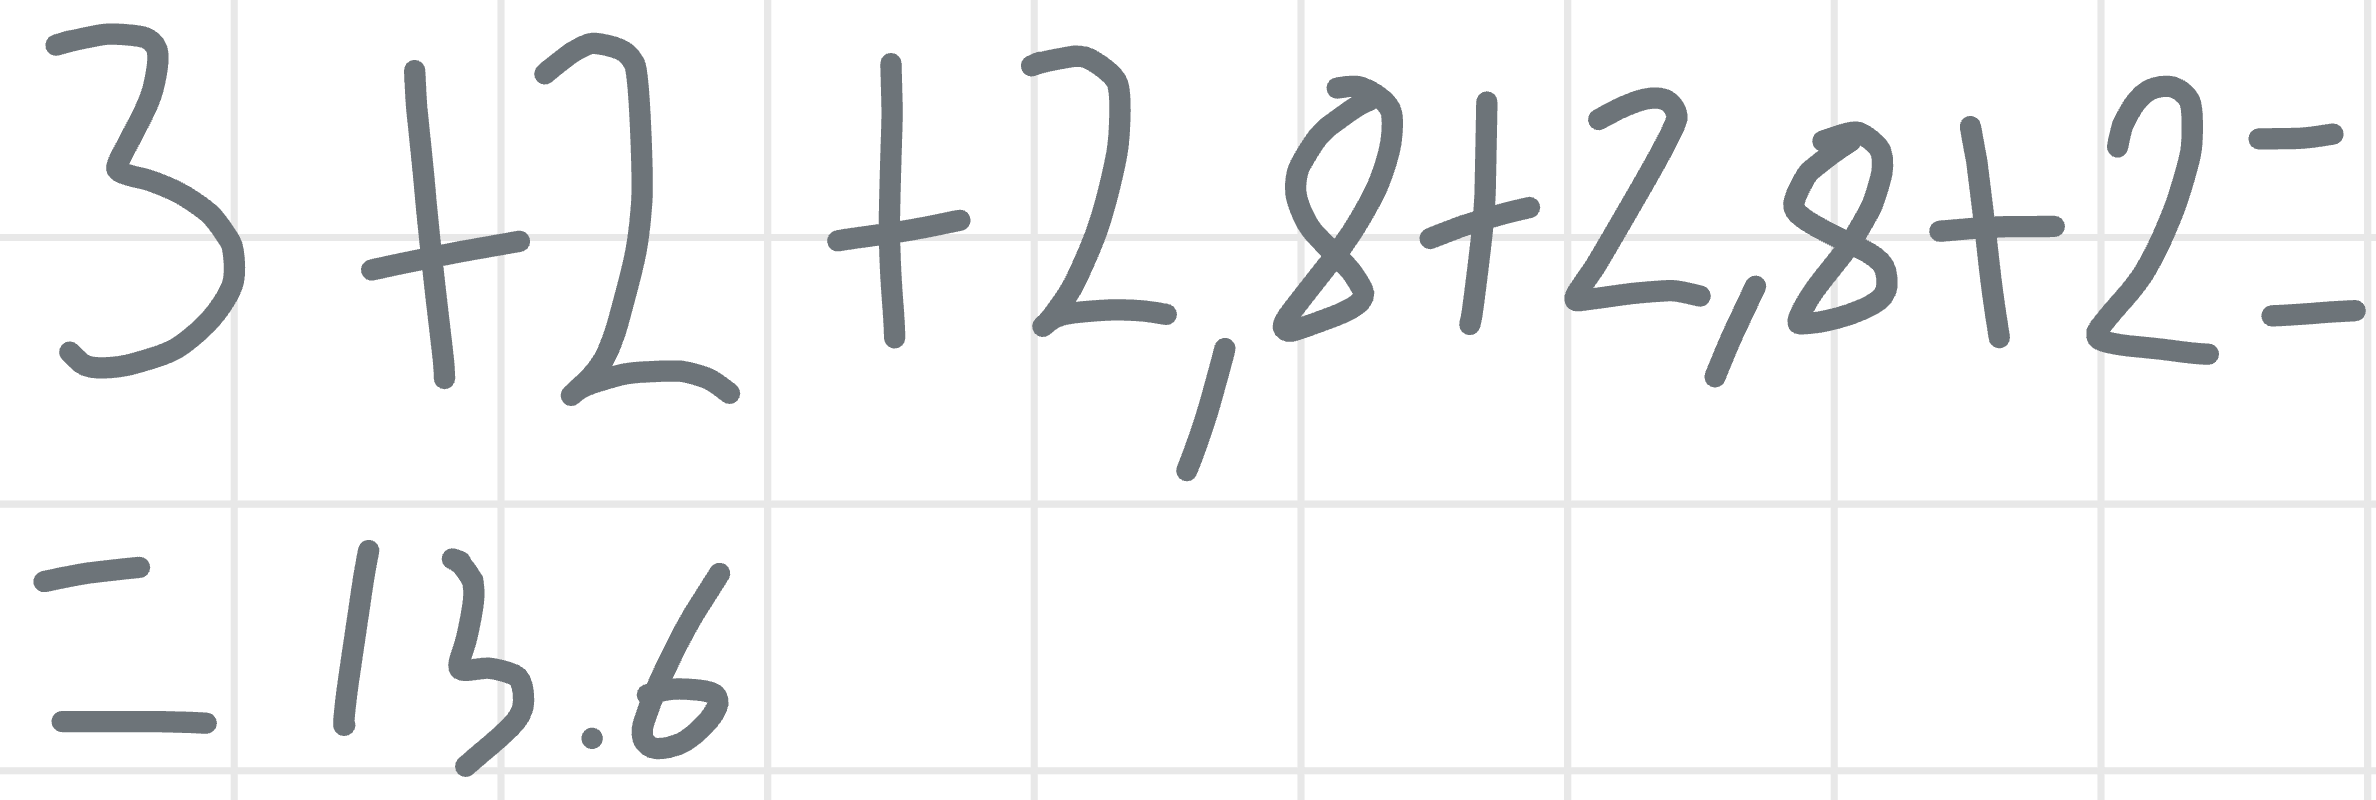 3 + 2 + 2,8 + 2,8 + 2 =
= 13.6